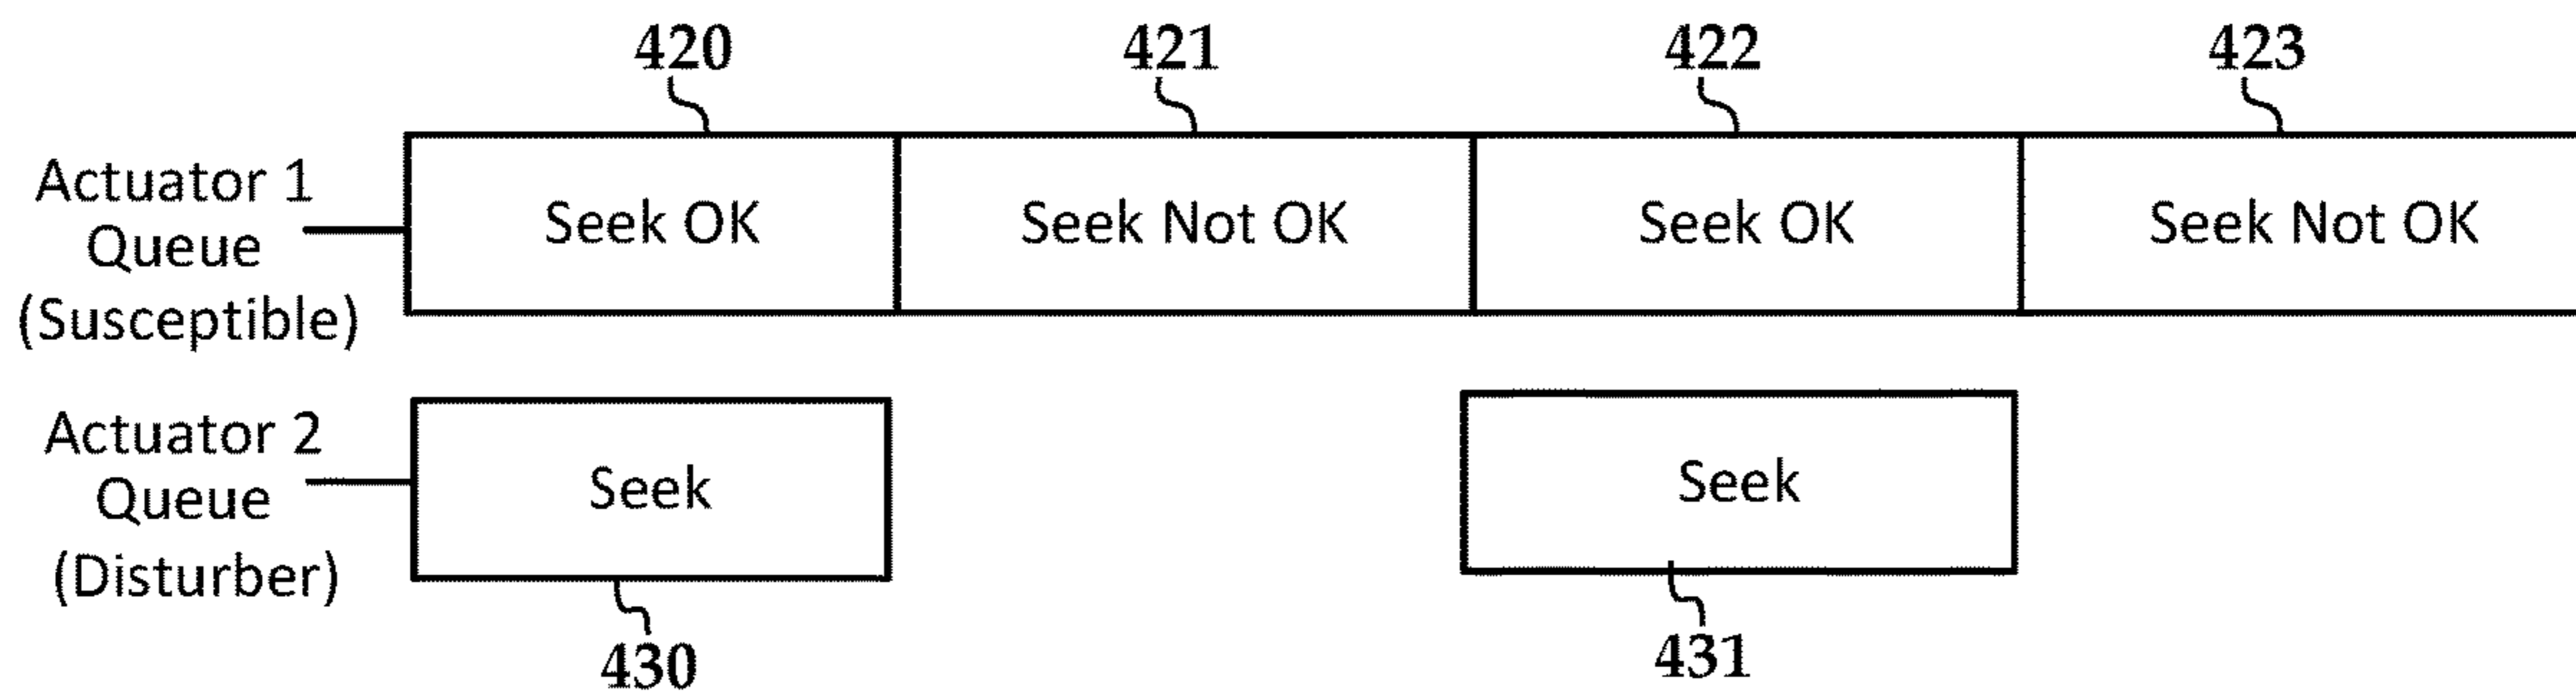 420 421 422 423
Actuator 1
Queue
(Susceptible)
Seek OK
Seek Not OK
Seek OK
Seek Not OK
Actuator 2
Queue
(Disturber)
Seek
Seek
430
431